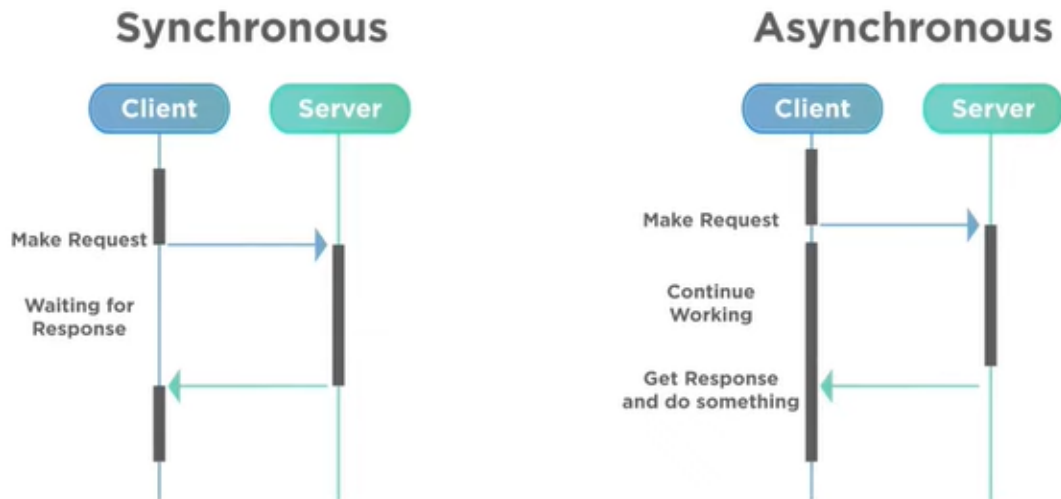 Synchronous
Client
Server
Make Request
Waiting for
Response
Asynchronous
Client
Server
Make Request
Continue
Working
Get Response
and do something